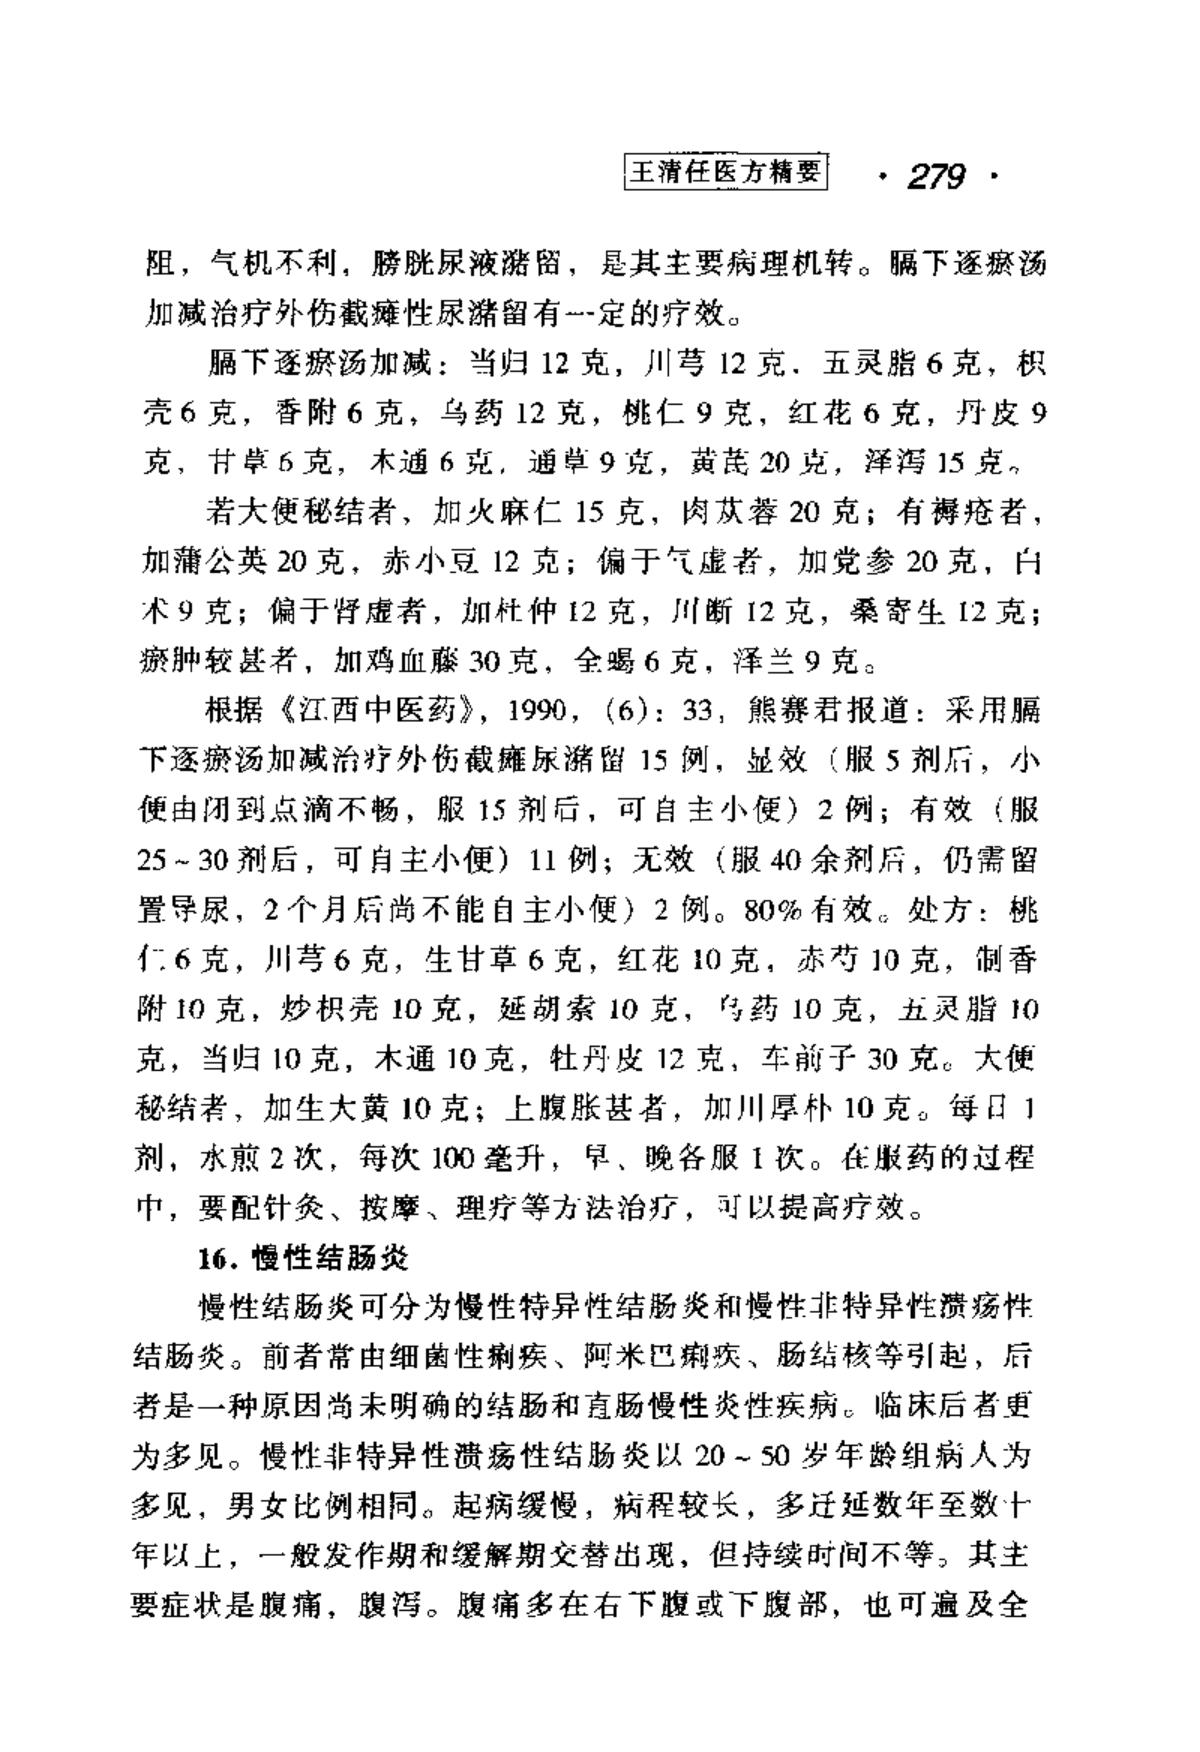 王清任医方精要 · 279 ·
阻，气机不利，膀胱尿液潴留，是其主要病理机转。膈下逐瘀汤
加减治疗外伤截瘫性尿潴留有一定的疗效。
膈下逐瘀汤加减：当归 12 克，川芎 12 克，五灵脂 6 克，枳
壳 6 克，香附 6 克，乌药 12 克，桃仁 9 克，红花 6 克，丹皮 9
克，甘草 6 克，木通 6 克，通草 9 克，黄芪 20 克，泽泻 15 克。
若大便秘结者，加火麻仁 15 克，肉苁蓉 20 克；有褥疮者，
加蒲公英 20 克，赤小豆 12 克；偏于气虚者，加党参 20 克，白
术 9 克；偏于肾虚者，加杜仲 12 克，川断 12 克，桑寄生 12 克；
瘀肿较甚者，加鸡血藤 30 克，全蝎 6 克，泽兰 9 克。
根据《江西中医药》，1990，（6）：33，熊赛君报道：采用膈
下逐瘀汤加减治疗外伤截瘫尿潴留 15 例，显效（服 5 剂后，小
便由闭到点滴不畅，服 15 剂后，可自主小便）2 例；有效（服
25～30 剂后，可自主小便）11 例；无效（服 40 余剂后，仍需留
置导尿，2 个月后尚不能自主小便）2 例。80%有效。处方：桃
仁 6 克，川芎 6 克，生甘草 6 克，红花 10 克，赤芍 10 克，制香
附 10 克，炒枳壳 10 克，延胡索 10 克，乌药 10 克，五灵脂 10
克，当归 10 克，木通 10 克，牡丹皮 12 克，车前子 30 克。大便
秘结者，加生大黄 10 克；上腹胀甚者，加川厚朴 10 克。每日 1
剂，水煎 2 次，每次 100 毫升，早、晚各服 1 次。在服药的过程
中，要配针灸、按摩、理疗等方法治疗，可以提高疗效。
16. 慢性结肠炎
慢性结肠炎可分为慢性特异性结肠炎和慢性非特异性溃疡性
结肠炎。前者常由细菌性痢疾、阿米巴痢疾、肠结核等引起，后
者是一种原因尚未明确的结肠和直肠慢性炎性疾病。临床后者更
为多见。慢性非特异性溃疡性结肠炎以 20～50 岁年龄组病人为
多见，男女比例相同。起病缓慢，病程较长，多迁延数年至数十
年以上，一般发作期和缓解期交替出现，但持续时间不等。其主
要症状是腹痛，腹泻。腹痛多在右下腹或下腹部，也可遍及全